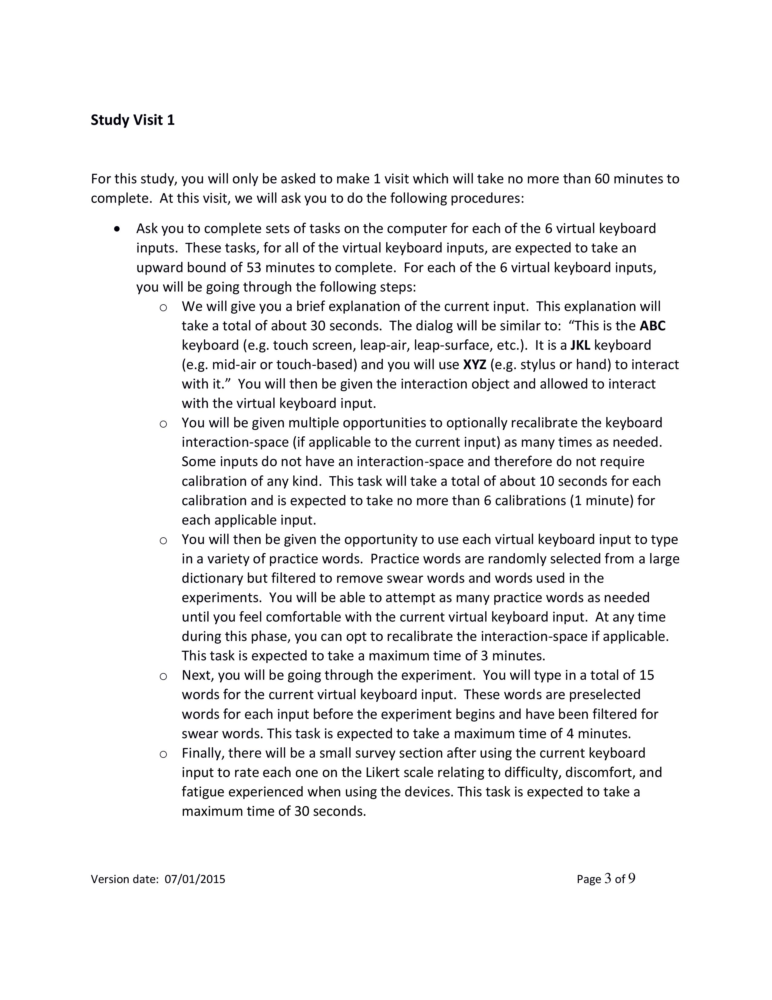 Study Visit 1
For this study, you will only be asked to make 1 visit which will take no more than 60 minutes to
complete.  At this visit, we will ask you to do the following procedures:
• Ask you to complete sets of tasks on the computer for each of the 6 virtual keyboard
inputs.  These tasks, for all of the virtual keyboard inputs, are expected to take an
upward bound of 53 minutes to complete.  For each of the 6 virtual keyboard inputs,
you will be going through the following steps:
o We will give you a brief explanation of the current input.  This explanation will
take a total of about 30 seconds.  The dialog will be similar to:  “This is the ABC
keyboard (e.g. touch screen, leap-air, leap-surface, etc.).  It is a JKL keyboard
(e.g. mid-air or touch-based) and you will use XYZ (e.g. stylus or hand) to interact
with it.”  You will then be given the interaction object and allowed to interact
with the virtual keyboard input.
o You will be given multiple opportunities to optionally recalibrate the keyboard
interaction-space (if applicable to the current input) as many times as needed.
Some inputs do not have an interaction-space and therefore do not require
calibration of any kind.  This task will take a total of about 10 seconds for each
calibration and is expected to take no more than 6 calibrations (1 minute) for
each applicable input.
o You will then be given the opportunity to use each virtual keyboard input to type
in a variety of practice words.  Practice words are randomly selected from a large
dictionary but filtered to remove swear words and words used in the
experiments.  You will be able to attempt as many practice words as needed
until you feel comfortable with the current virtual keyboard input.  At any time
during this phase, you can opt to recalibrate the interaction-space if applicable.
This task is expected to take a maximum time of 3 minutes.
o Next, you will be going through the experiment.  You will type in a total of 15
words for the current virtual keyboard input.  These words are preselected
words for each input before the experiment begins and have been filtered for
swear words. This task is expected to take a maximum time of 4 minutes.
o Finally, there will be a small survey section after using the current keyboard
input to rate each one on the Likert scale relating to difficulty, discomfort, and
fatigue experienced when using the devices. This task is expected to take a
maximum time of 30 seconds.
Version date:  07/01/2015 Page 3 of 9